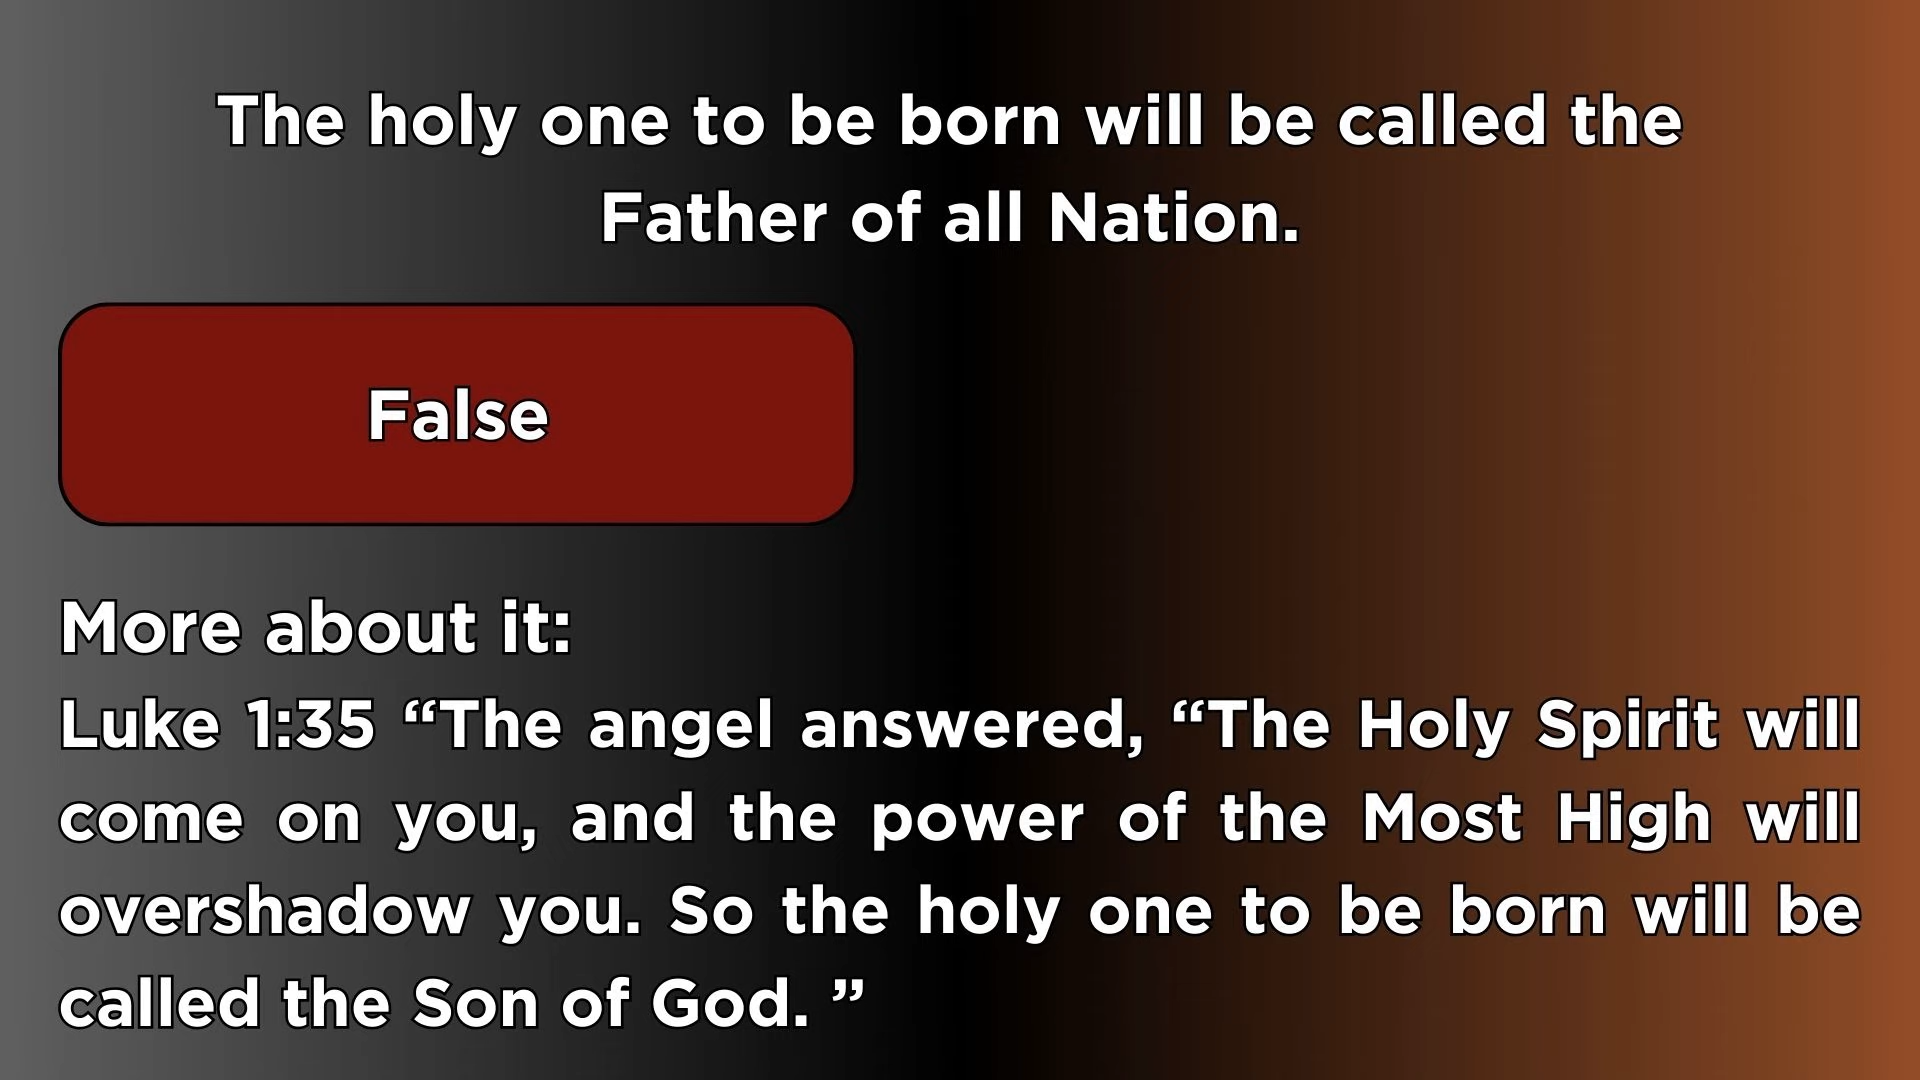 The holy one to be born will be called the
Father of all Nation.
False
More about it:
Luke 1:35 “The angel answered, “The Holy Spirit will
come on you, and the power of the Most High will
overshadow you. So the holy one to be born will be
called the Son of God. ”